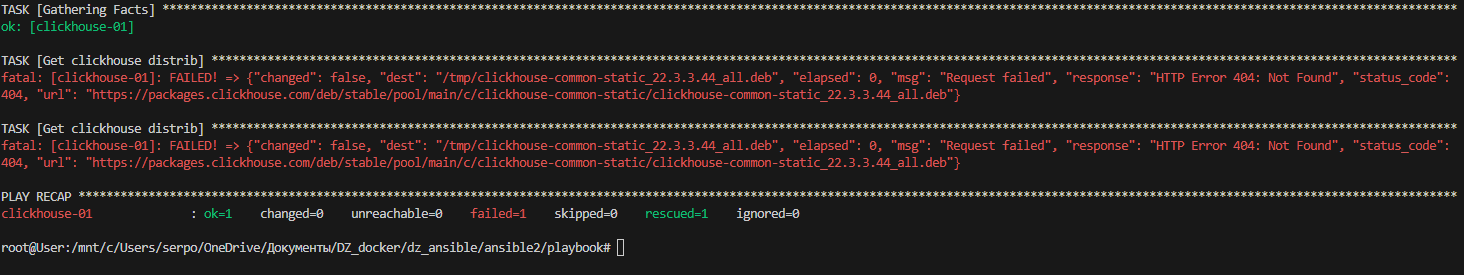 TASK [Gathering Facts] ****************************************************************************************************************************************************************************************
ok: [clickhouse-01]
TASK [Get clickhouse distrib] *********************************************************************************************************************************************************************************
fatal: [clickhouse-01]: FAILED! => {"changed": false, "dest": "/tmp/clickhouse-common-static_22.3.3.44_all.deb", "elapsed": 0, "msg": "Request failed", "response": "HTTP Error 404: Not Found", "status_code":
404, "url": "https://packages.clickhouse.com/deb/stable/pool/main/c/clickhouse-common-static/clickhouse-common-static_22.3.3.44_all.deb"}
TASK [Get clickhouse distrib] *********************************************************************************************************************************************************************************
fatal: [clickhouse-01]: FAILED! => {"changed": false, "dest": "/tmp/clickhouse-common-static_22.3.3.44_all.deb", "elapsed": 0, "msg": "Request failed", "response": "HTTP Error 404: Not Found", "status_code":
404, "url": "https://packages.clickhouse.com/deb/stable/pool/main/c/clickhouse-common-static/clickhouse-common-static_22.3.3.44_all.deb"}
PLAY RECAP ****************************************************************************************************************************************************************************************************
clickhouse-01 : ok=1 changed=0 unreachable=0 failed=1 skipped=0 rescued=1 ignored=0
root@User:/mnt/c/Users/serpo/OneDrive/Документы/DZ_docker/dz_ansible/ansible2/playbook#